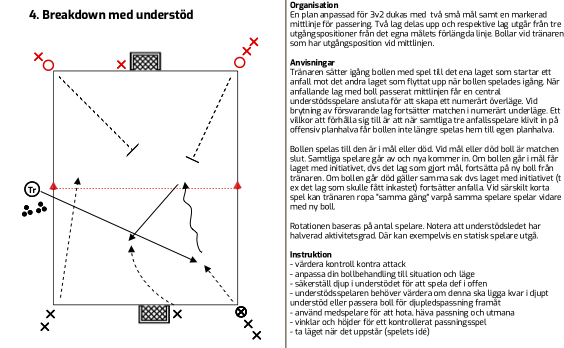 4. Breakdown med understöd
Tr
Organisation
En plan anpassad för 3v2 dukas med två små mål samt en markerad
mittlinje för passering. Två lag delas upp och respektive lag utgår från tre
utgångspositioner från det egna målets förlängda linje. Bollar vid tränaren
som har utgångsposition vid mittlinjen.
Anvisningar
Tränaren sätter igång bollen med spel till det ena laget som startar ett
anfall mot det andra laget som flyttat upp när bollen spelades igång. När
anfallande lag med boll passerat mittlinjen får en central
understödsspelare ansluta för att skapa ett numerärt överläge. Vid
brytning av försvarande lag fortsätter matchen i numerärt underläge. Ett
villkor att förhålla sig till är att när samtliga tre anfallsspelare klivit in på
offensiv planhalva får bollen inte längre spelas hem till egen planhalva.
Bollen spelas till den är i mål eller död. Vid mål eller död boll är matchen
slut. Samtliga spelare går av och nya kommer in. Om bollen går i mål får
laget med initiativet, dvs det lag som gjort mål, fortsätta på ny boll från
tränaren. Om bollen går död gäller samma sak dvs laget med initiativet (t
ex det lag som skulle fått inkastet) fortsätter anfalla. Vid särskilt korta
spel kan tränaren ropa "samma gäng" varpå samma spelare spelar vidare
med ny boll.
Rotationen baseras på antal spelare. Notera att understödsledet har
halverad aktivitetsgrad. Där kan exempelvis en statisk spelare utgå.
Instruktion
- värdera kontroll kontra attack
- anpassa din bollbehandling till situation och läge
- säkerställ djup i understödet för att spela def i offen
- understödsspelaren behöver värdera om denna ska ligga kvar i djupt
understöd eller passera boll för djupledspassning framåt
- använd medspelare för att hota, häva passning och utmana
- vinklar och höjder för ett kontrollerat passningsspel
- ta läget när det uppstår (spelets idé)